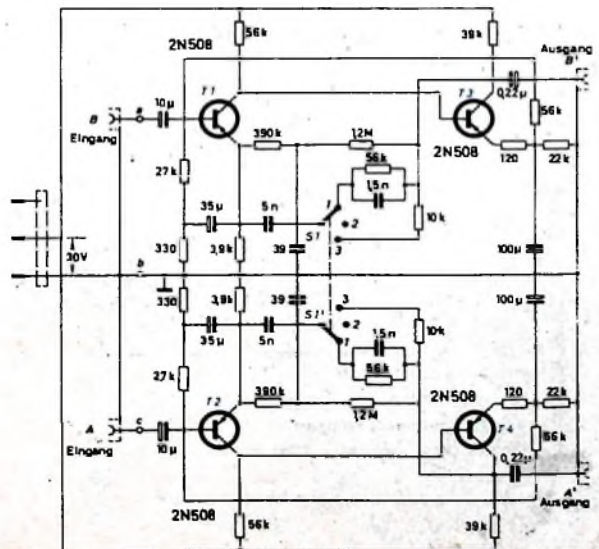 2N508
56k
39k
Ausgang
B'
T1
T3
0,22µ
10µ
B
a
56k
Eingang
2N508
390k
1,2M
120
22k
27k
56k
1,5n
35µ
5n
1
2
3
S1
10k
330
3,9k
39
100µ
30V
b
330
3,9k
39
100µ
S1'
3
2
1
35µ
5n
1,5n
10k
56k
27k
390k
1,2M
2N508
120
22k
T2
T4
A
c
56k
Eingang
10µ
0,22µ
A'
Ausgang
2N508
56k
39k